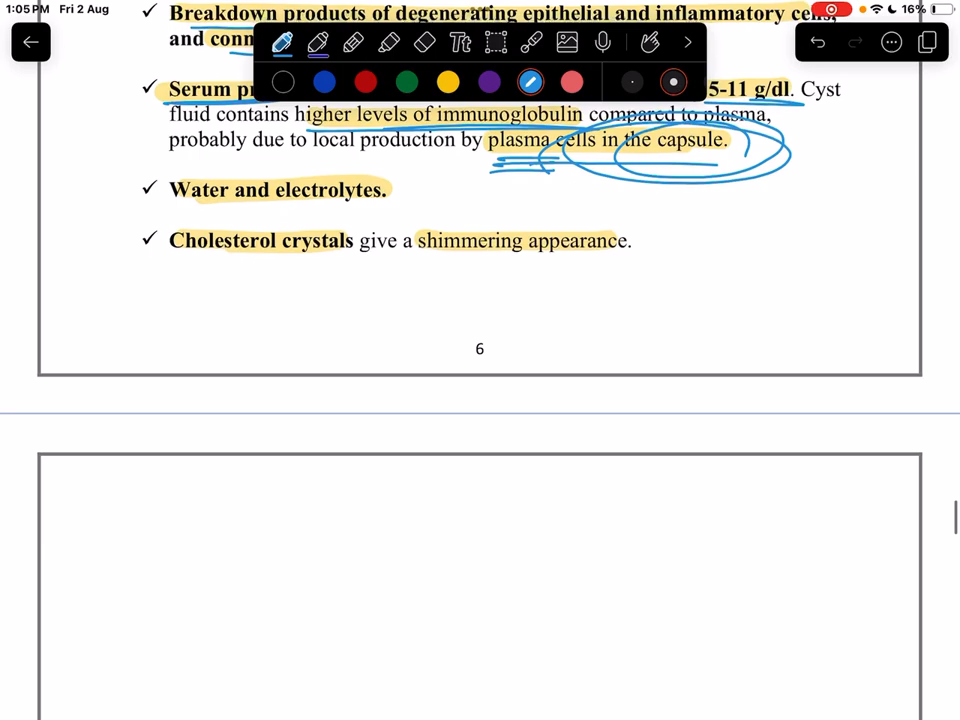 1:05 PM Fri 2 Aug 16%
✓ Breakdown products of degenerating epithelial and inflammatory cells,
and
✓ Serum 5-11 g/dl. Cyst
fluid contains higher levels of immunoglobulin compared to plasma,
probably due to local production by plasma cells in the capsule.
✓ Water and electrolytes.
✓ Cholesterol crystals give a shimmering appearance.
6
Tt